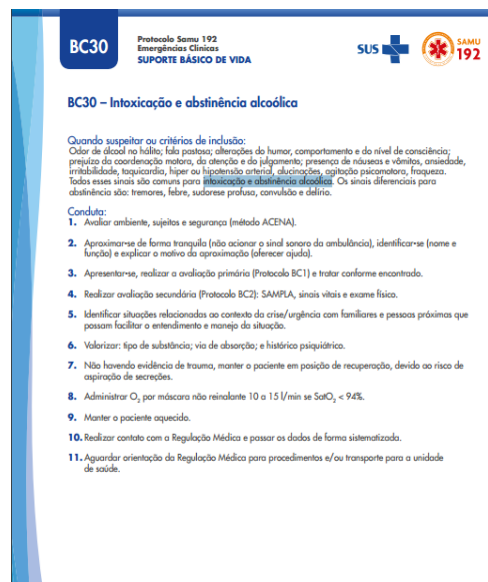 BC30
Protocolo Samu 192
Emergências Clínicas
SUPORTE BÁSICO DE VIDA
SUS
SAMU
192
BC30 – Intoxicação e abstinência alcoólica
Quando suspeitar ou critérios de inclusão:
Odor de álcool no hálito; fala pastosa; alterações do humor, comportamento e do nível de consciência;
prejuízo da coordenação motora, da atenção e do julgamento; presença de náuseas e vômitos, ansiedade,
irritabilidade, taquicardia, hiper ou hipotensão arterial, alucinações, agitação psicomotora, fraqueza.
Todos esses sinais são comuns para intoxicação e abstinência alcoólica. Os sinais diferenciais para
abstinência são: tremores, febre, sudorese profusa, convulsão e delírio.
Conduta:
1. Avaliar ambiente, sujeitos e segurança (método ACENA).
2. Aproximar-se de forma tranquila (não acionar o sinal sonoro da ambulância), identificar-se (nome e
função) e explicar o motivo da aproximação (oferecer ajuda).
3. Apresentar-se, realizar a avaliação primária (Protocolo BC1) e tratar conforme encontrado.
4. Realizar avaliação secundária (Protocolo BC2): SAMPLA, sinais vitais e exame físico.
5. Identificar situações relacionadas ao contexto da crise/urgência com familiares e pessoas próximas que
possam facilitar o entendimento e manejo da situação.
6. Valorizar: tipo de substância; via de absorção; e histórico psiquiátrico.
7. Não havendo evidência de trauma, manter o paciente em posição de recuperação, devido ao risco de
aspiração de secreções.
8. Administrar O₂ por máscara não reinalante 10 a 15 l/min se SatO₂ < 94%.
9. Manter o paciente aquecido.
10. Realizar contato com a Regulação Médica e passar os dados de forma sistematizada.
11. Aguardar orientação da Regulação Médica para procedimentos e/ou transporte para a unidade
de saúde.